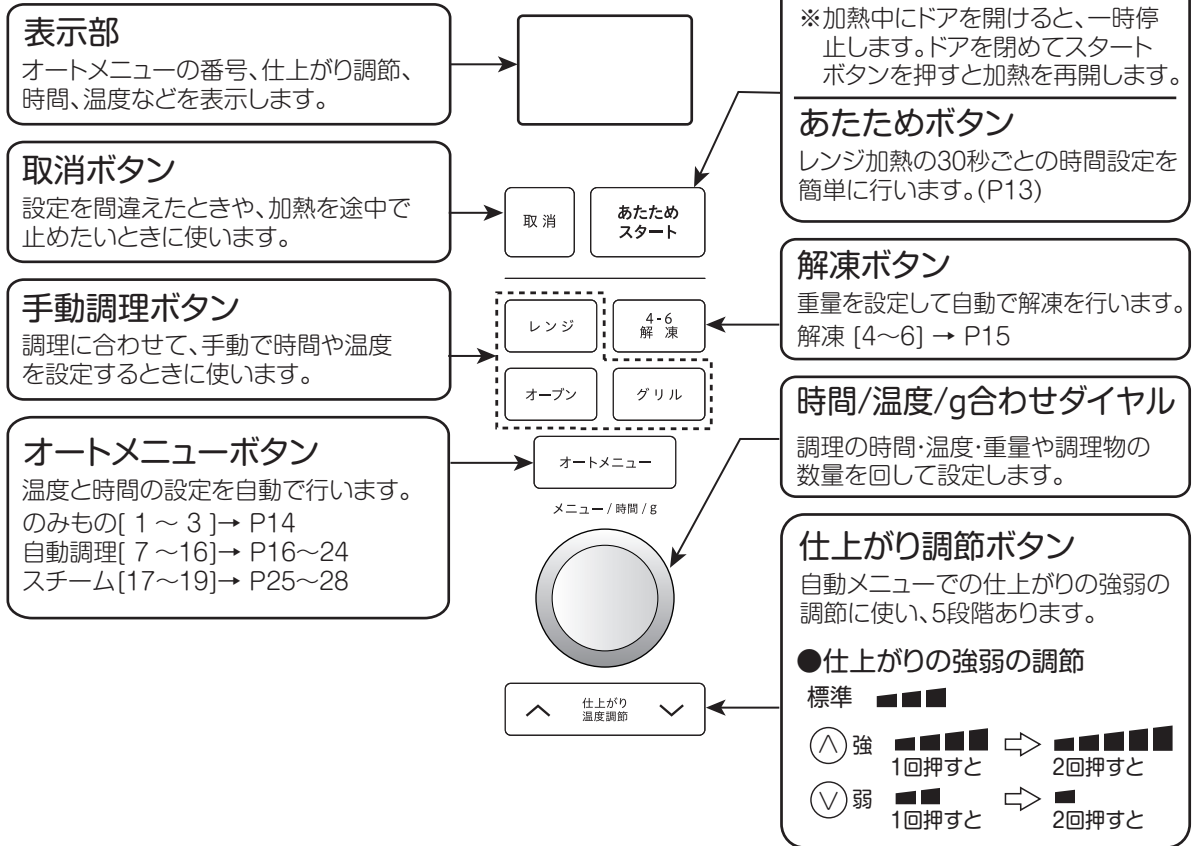 表示部
オートメニューの番号、仕上がり調節、
時間、温度などを表示します。
取消ボタン
設定を間違えたときや、加熱を途中で
止めたいときに使います。
手動調理ボタン
調理に合わせて、手動で時間や温度
を設定するときに使います。
オートメニューボタン
温度と時間の設定を自動で行います。
のみもの[ 1 ～ 3 ]→ P14
自動調理[ 7 ～16]→ P16～24
スチーム[17～19]→ P25～28
取 消
あたため
スタート
レンジ
4-6
解 凍
オーブン
グリル
オートメニュー
メニュー / 時間 / g
仕上がり
温度調節
※加熱中にドアを開けると、一時停
止します。ドアを閉めてスタート
ボタンを押すと加熱を再開します。
あたためボタン
レンジ加熱の30秒ごとの時間設定を
簡単に行います。(P13)
解凍ボタン
重量を設定して自動で解凍を行います。
解凍 [4～6] → P15
時間/温度/g合わせダイヤル
調理の時間・温度・重量や調理物の
数量を回して設定します。
仕上がり調節ボタン
自動メニューでの仕上がりの強弱の
調節に使い、5段階あります。
●仕上がりの強弱の調節
標準
強
1回押すと 2回押すと
弱
1回押すと 2回押すと